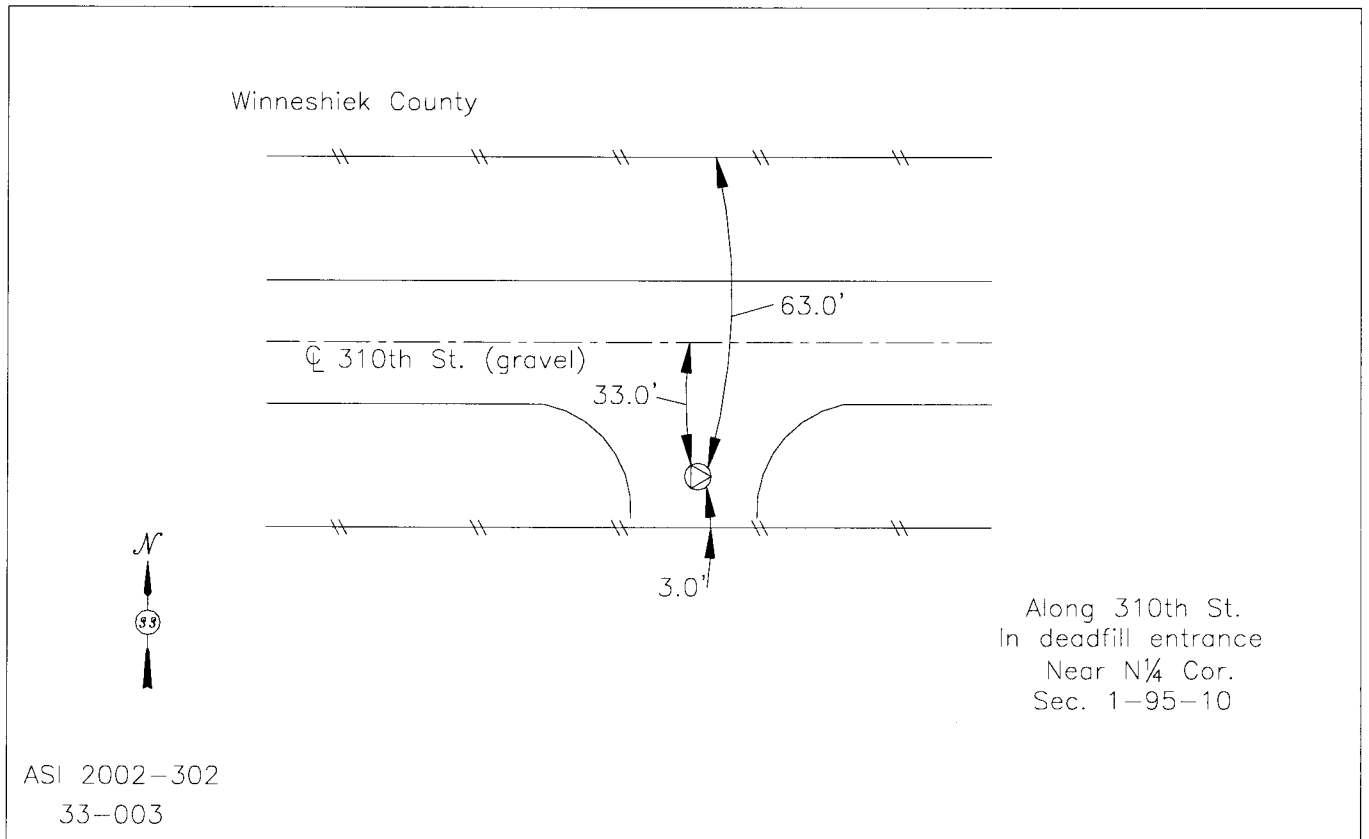 Winneshiek County
63.0'
℄ 310th St. (gravel)
33.0'
3.0'
N
33
Along 310th St.
In deadfill entrance
Near N¼ Cor.
Sec. 1-95-10
ASI 2002-302
33-003